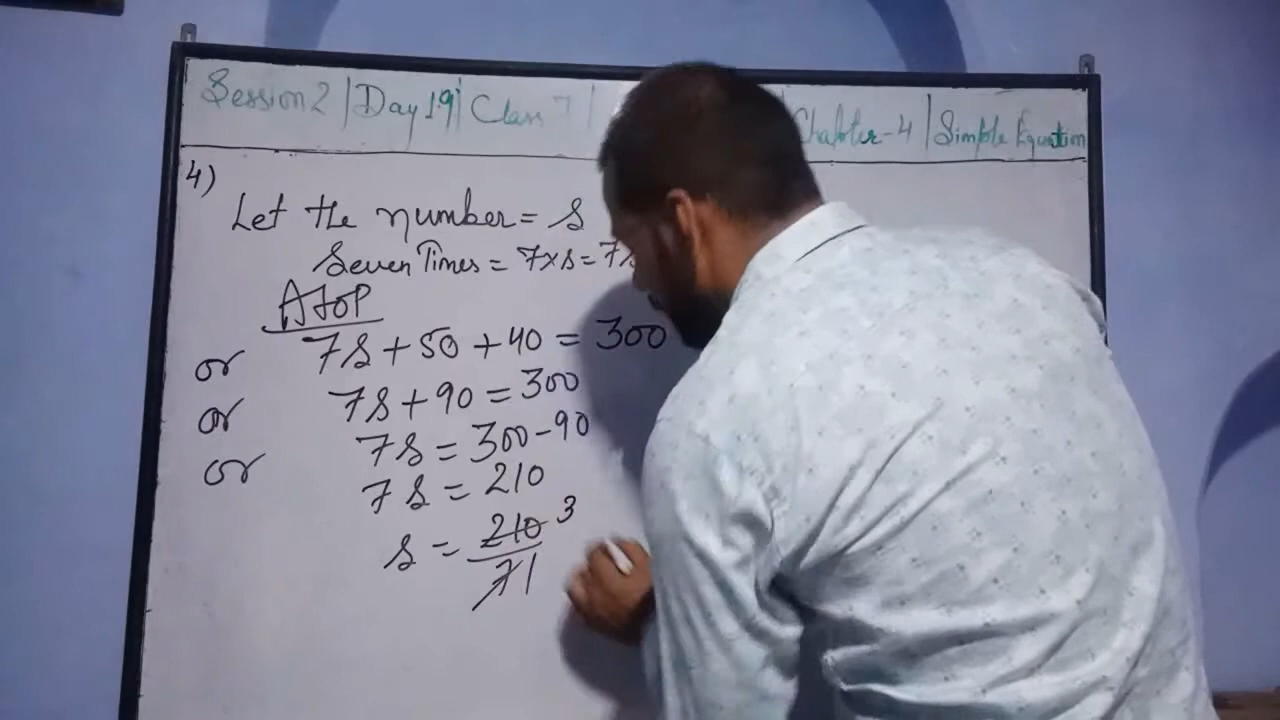 Session 2 | Day 19 | Class 7 | Chapter-4 | Simple Equation
4)
Let the number = s
Seven Times = 7×s = 7s
ATOP
7s + 50 + 40 = 300
or 7s + 90 = 300
or 7s = 300 - 90
or 7s = 210
s = 210/7 3 1